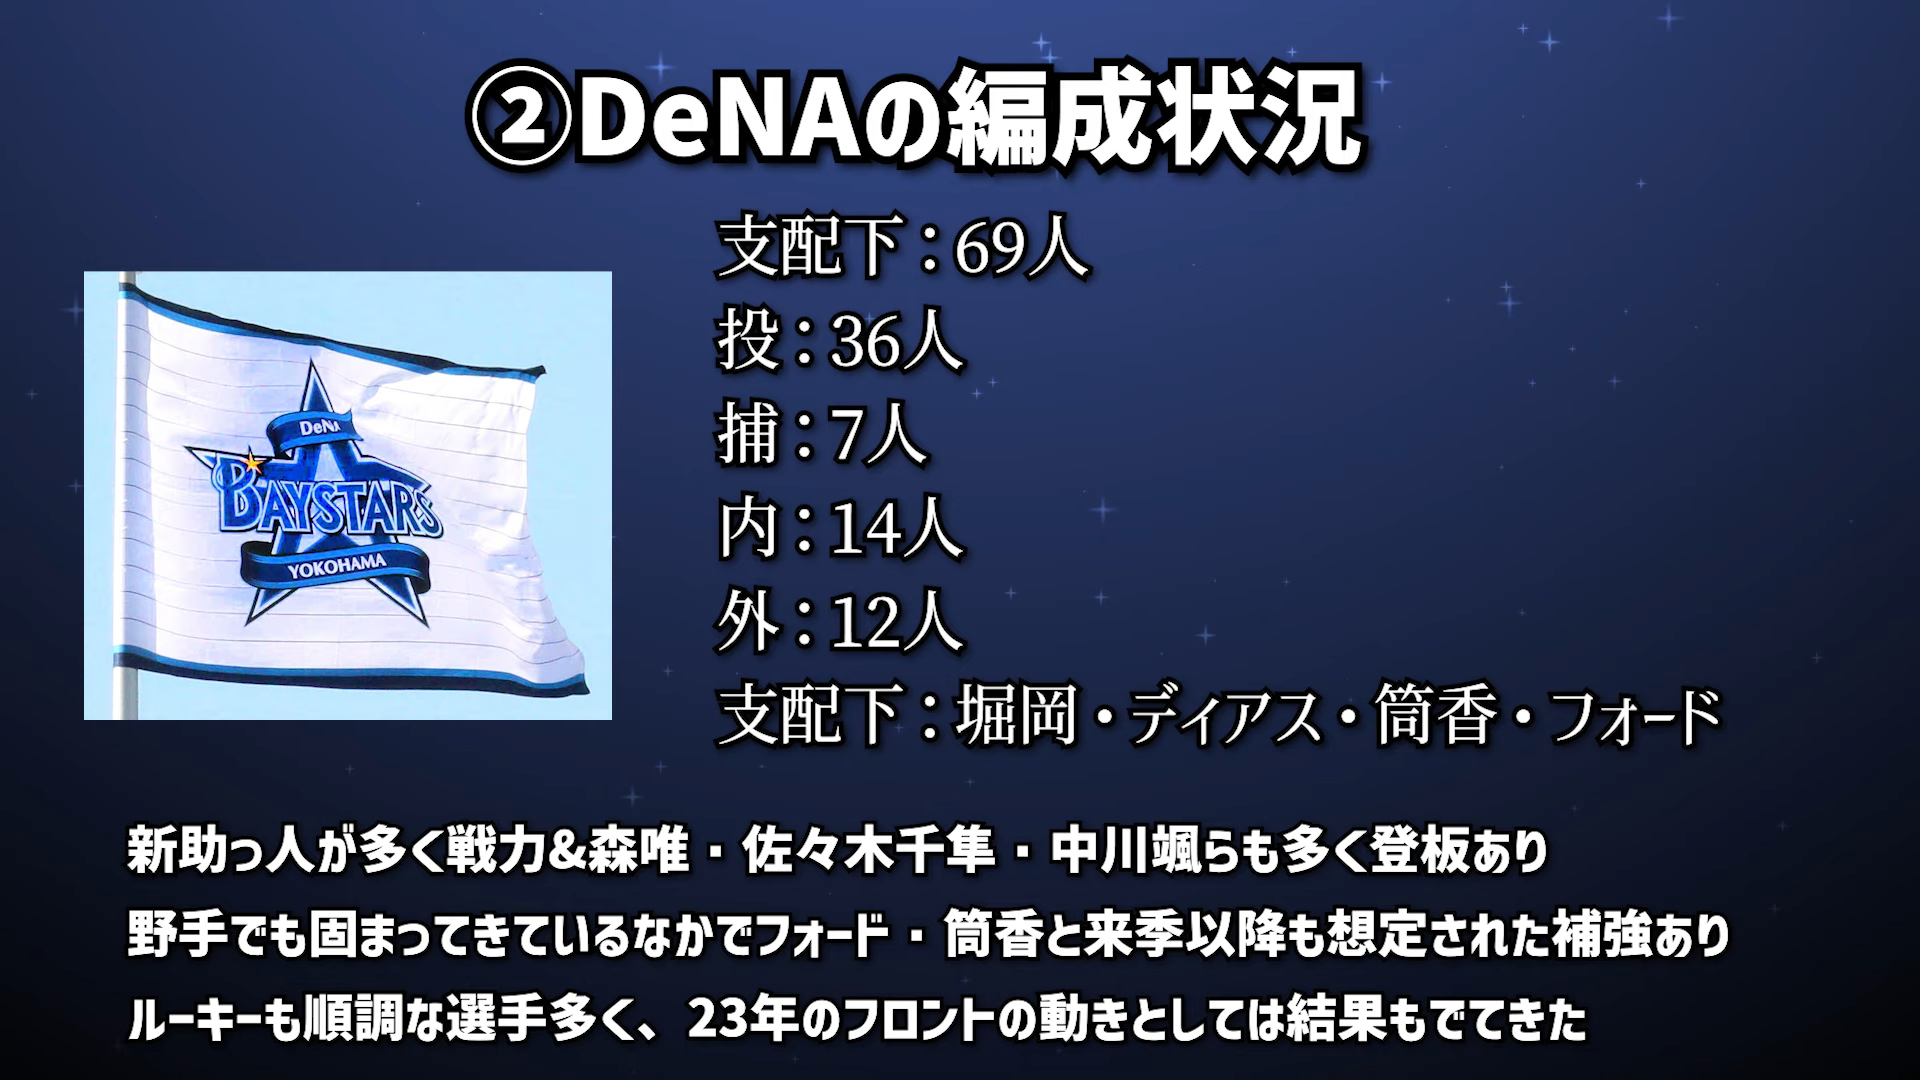 ②DeNAの編成状況
支配下：69人
投：36人
捕：7人
内：14人
外：12人
支配下：堀岡・ディアス・筒香・フォード
DeNA
BAYSTARS
YOKOHAMA
新助っ人が多く戦力&森唯・佐々木千隼・中川颯らも多く登板あり
野手でも固まってきているなかでフォード・筒香と来季以降も想定された補強あり
ルーキーも順調な選手多く、23年のフロントの動きとしては結果もでてきた